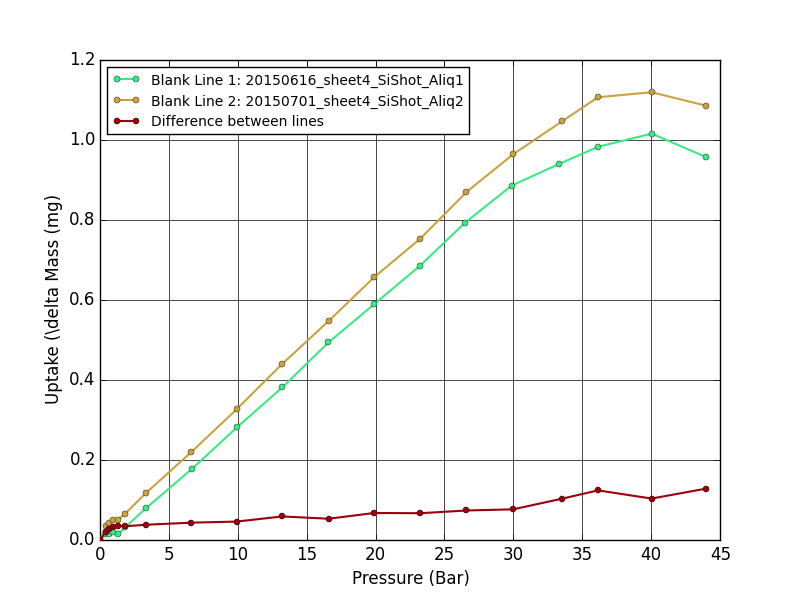 Blank Line 1: 20150616_sheet4_SiShot_Aliq1
Blank Line 2: 20150701_sheet4_SiShot_Aliq2
Difference between lines
1.2
1.0
0.8
0.6
0.4
0.2
0.0
Uptake (\delta Mass (mg)
0 5 10 15 20 25 30 35 40 45
Pressure (Bar)